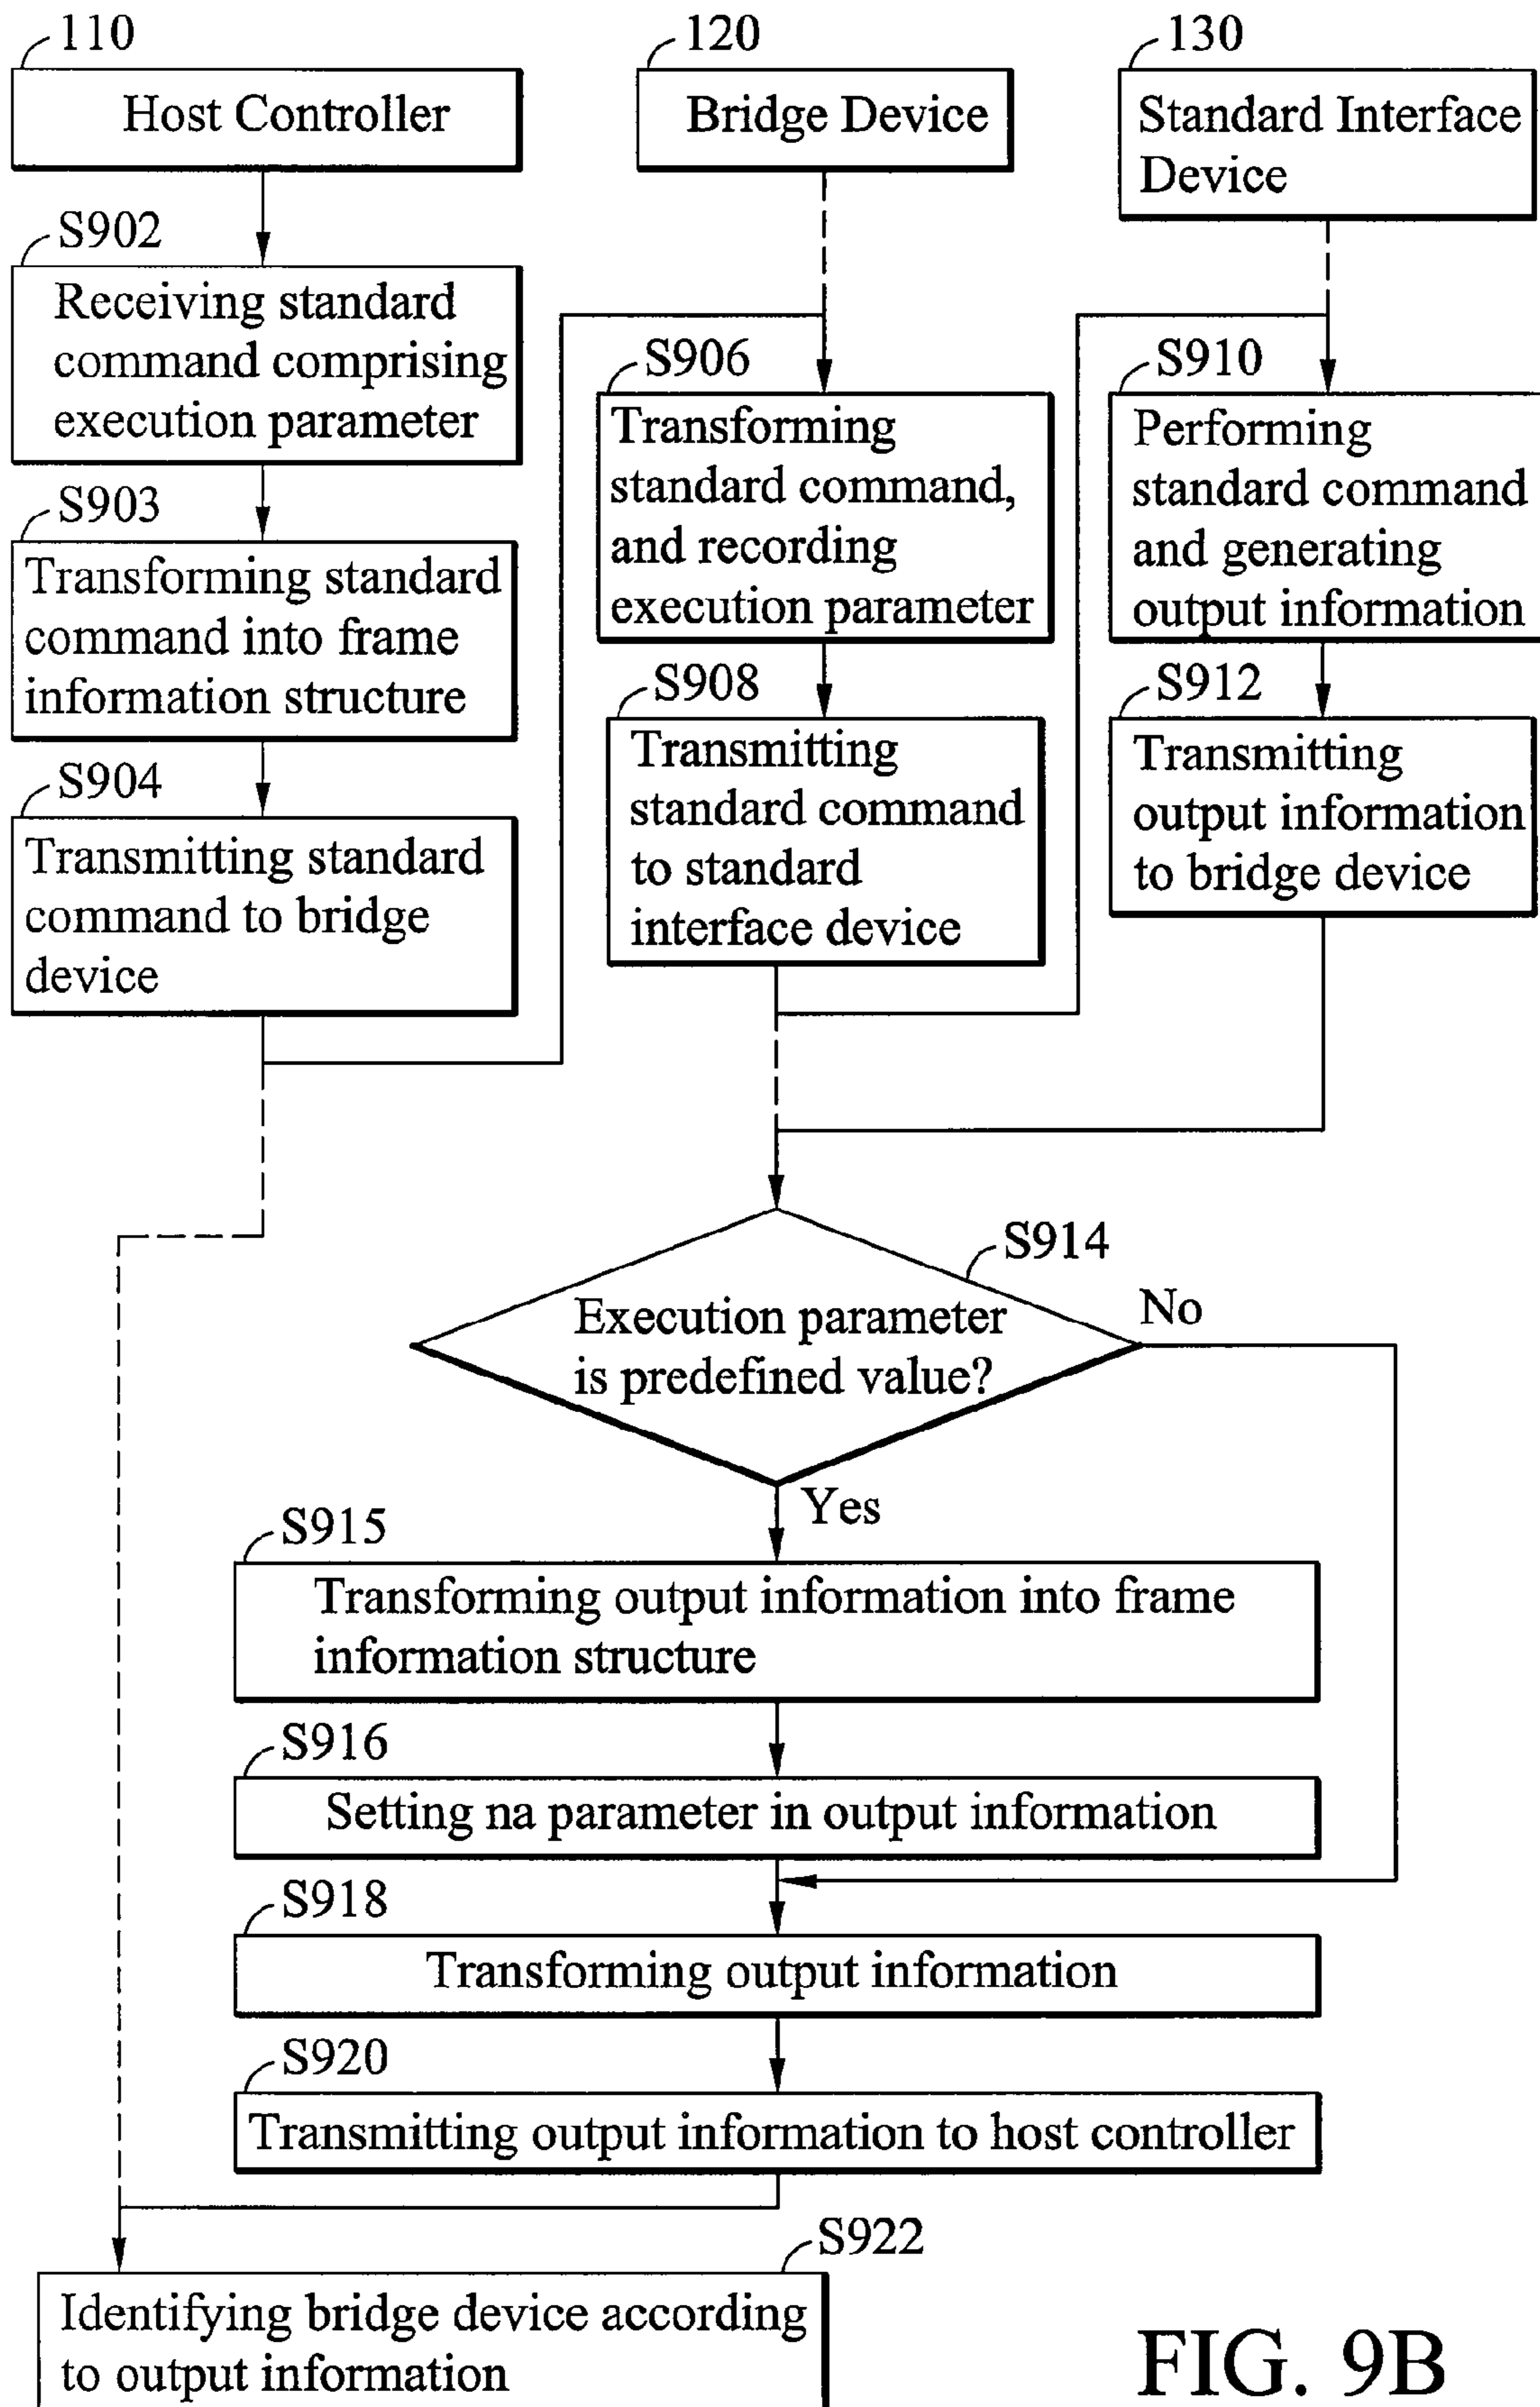 110
Host Controller
S902
Receiving standard
command comprising
execution parameter
S903
Transforming standard
command into frame
information structure
S904
Transmitting standard
command to bridge
device
120
Bridge Device
S906
Transforming
standard command,
and recording
execution parameter
S908
Transmitting
standard command
to standard
interface device
130
Standard Interface
Device
S910
Performing
standard command
and generating
output information
S912
Transmitting
output information
to bridge device
S914
Execution parameter
is predefined value?
No
Yes
S915
Transforming output information into frame
information structure
S916
Setting na parameter in output information
S918
Transforming output information
S920
Transmitting output information to host controller
S922
Identifying bridge device according
to output information
FIG. 9B